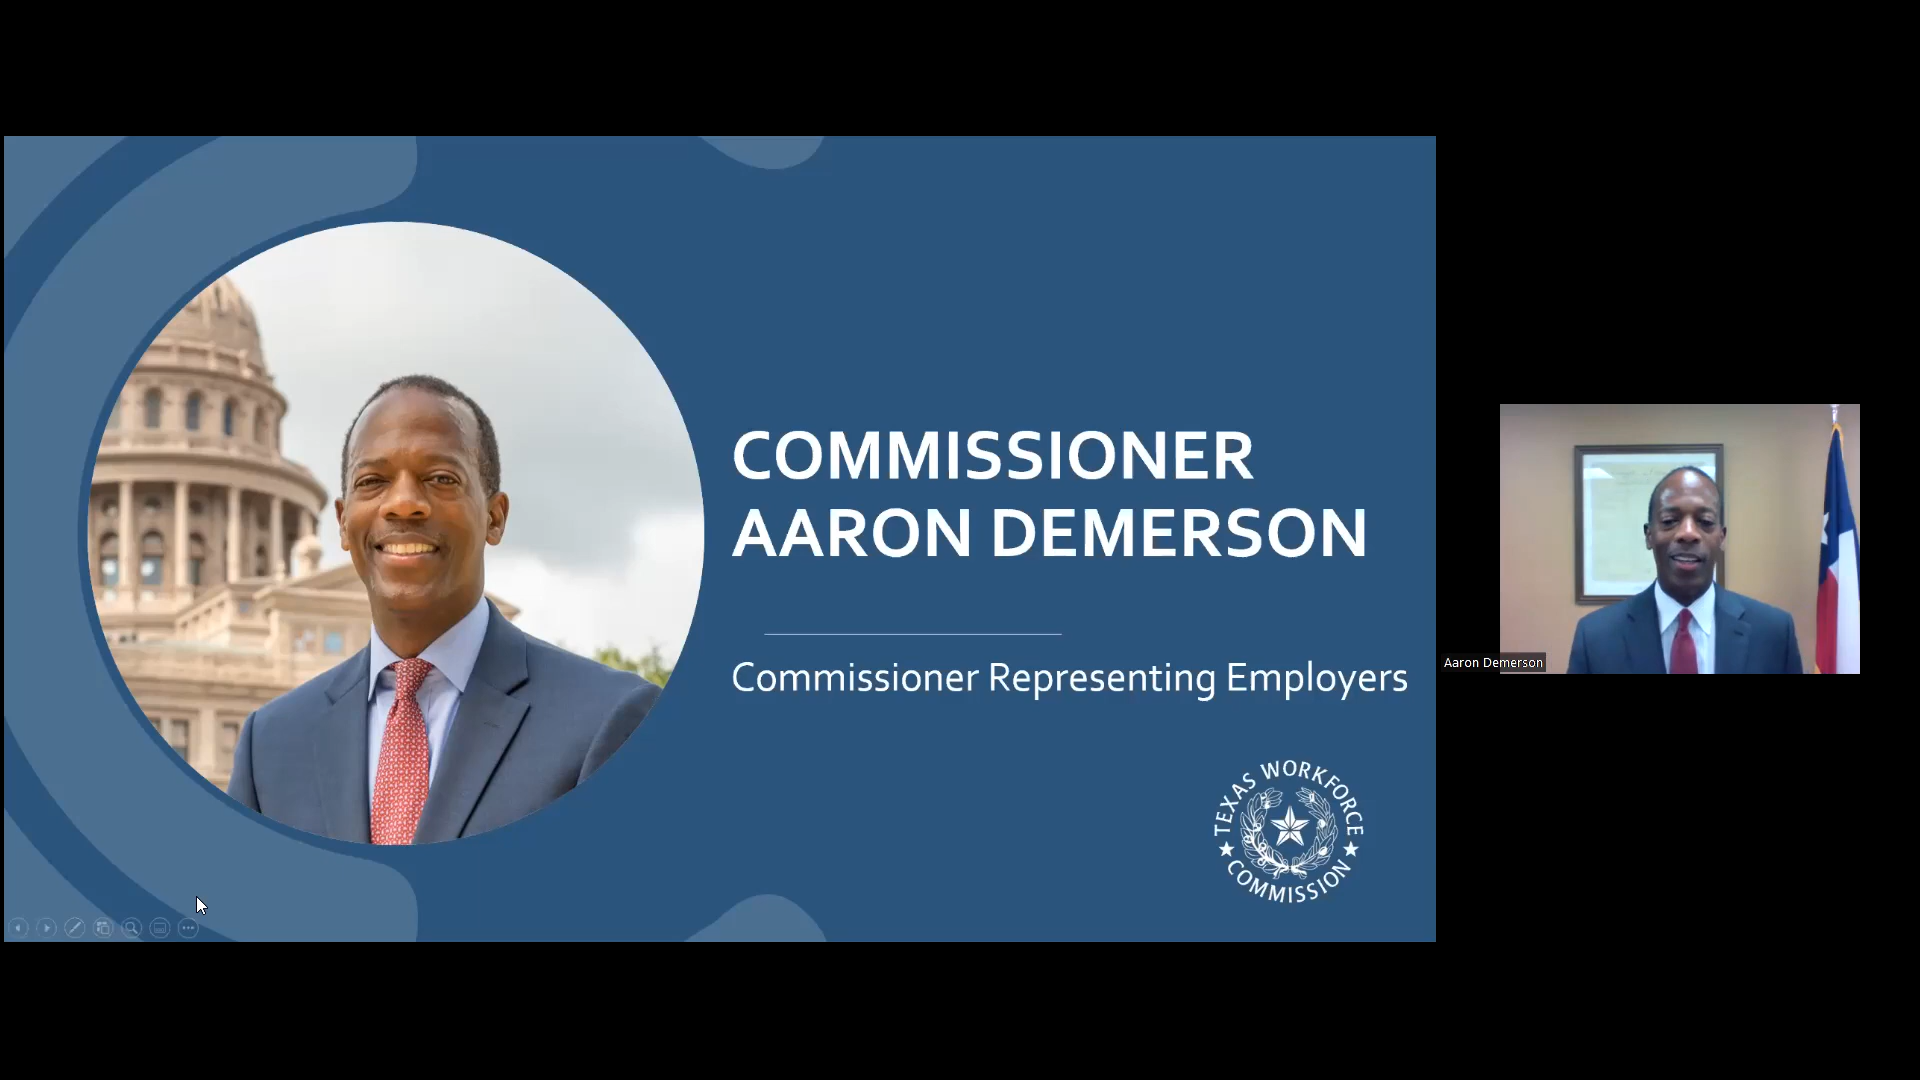 COMMISSIONER
AARON DEMERSON
Commissioner Representing Employers
TEXAS WORKFORCE
COMMISSION
Aaron Demerson